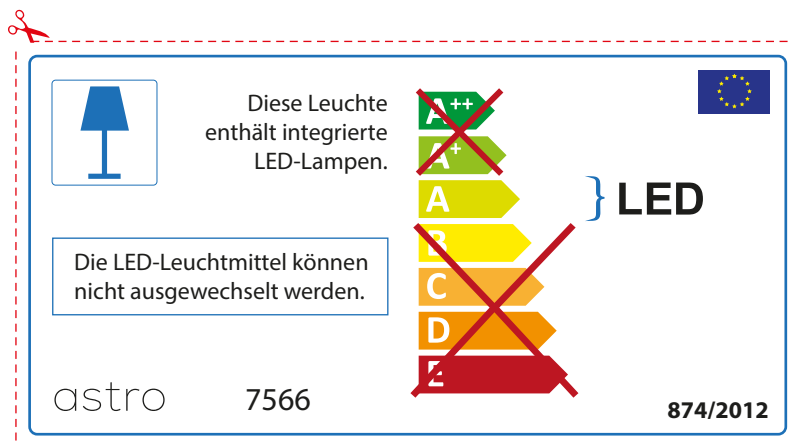 Diese Leuchte
enthält integrierte
LED-Lampen.
A++
A+
A
B
C
D
E
LED
Die LED-Leuchtmittel können
nicht ausgewechselt werden.
astro
7566
874/2012